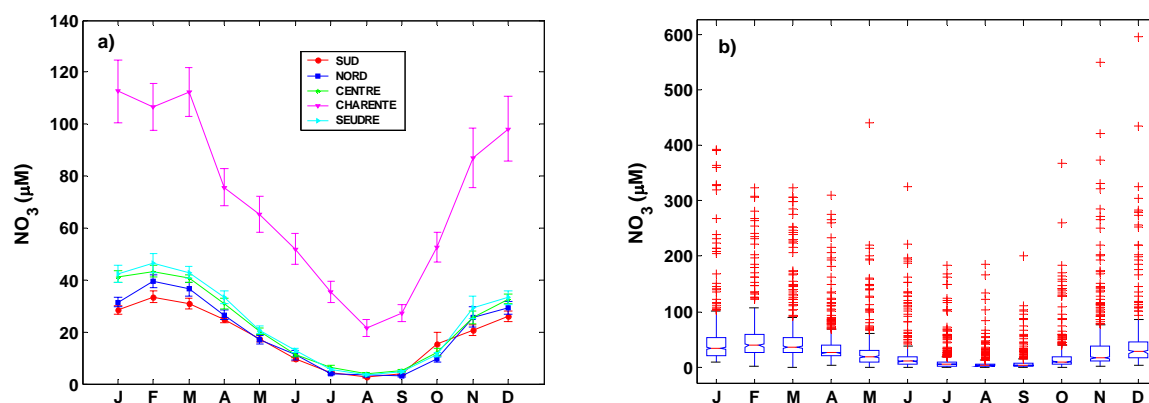 a)
NO3 (µM)
140
120
100
80
60
40
20
0
SUD
NORD
CENTRE
CHARENTE
SEUDRE
J F M A M J J A S O N D
b)
NO3 (µM)
600
500
400
300
200
100
0
J F M A M J J A S O N D